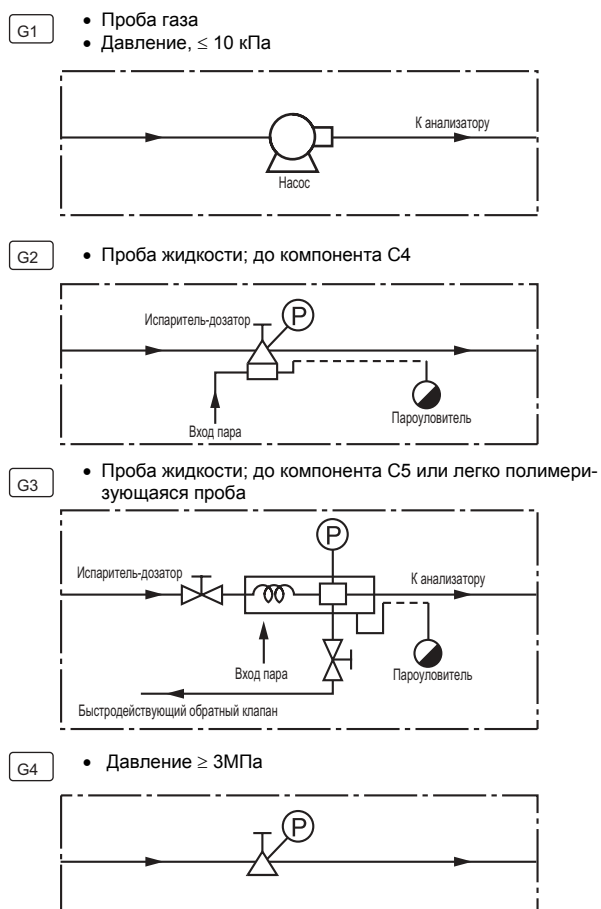 G1
• Проба газа
• Давление, ≤ 10 кПа
К анализатору
Насос
G2
• Проба жидкости; до компонента С4
Испаритель-дозатор
P
Вход пара
Пароуловитель
G3
• Проба жидкости; до компонента С5 или легко полимери-
зующаяся проба
P
Испаритель-дозатор
К анализатору
Вход пара
Пароуловитель
Быстродействующий обратный клапан
G4
• Давление ≥ 3МПа
P